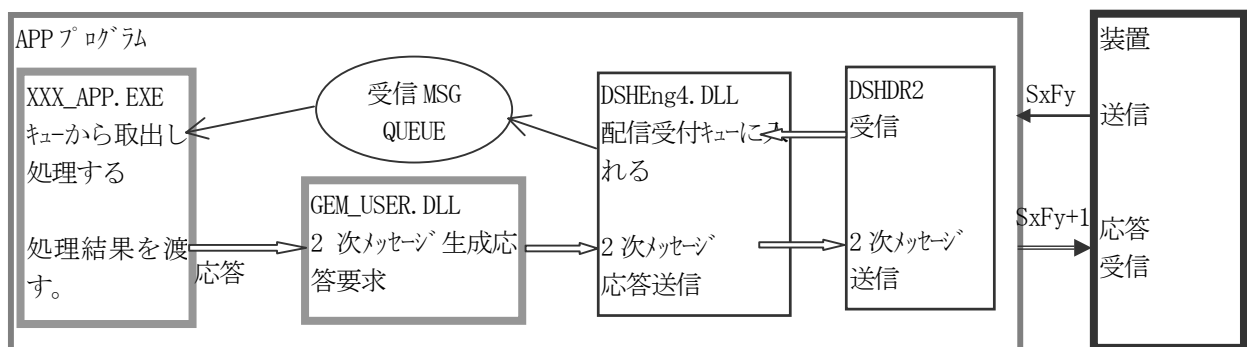 APPプログラム
XXX_APP.EXE
キューから取出し
処理する
処理結果を渡
す。
応答
受信 MSG
QUEUE
GEM_USER.DLL
2 次メッセージ生成応
答要求
DSHEng4.DLL
配信受付キューに入
れる
2 次メッセージ
応答送信
DSHDR2
受信
2 次メッセージ
送信
SxFy
SxFy+1
装置
送信
応答
受信